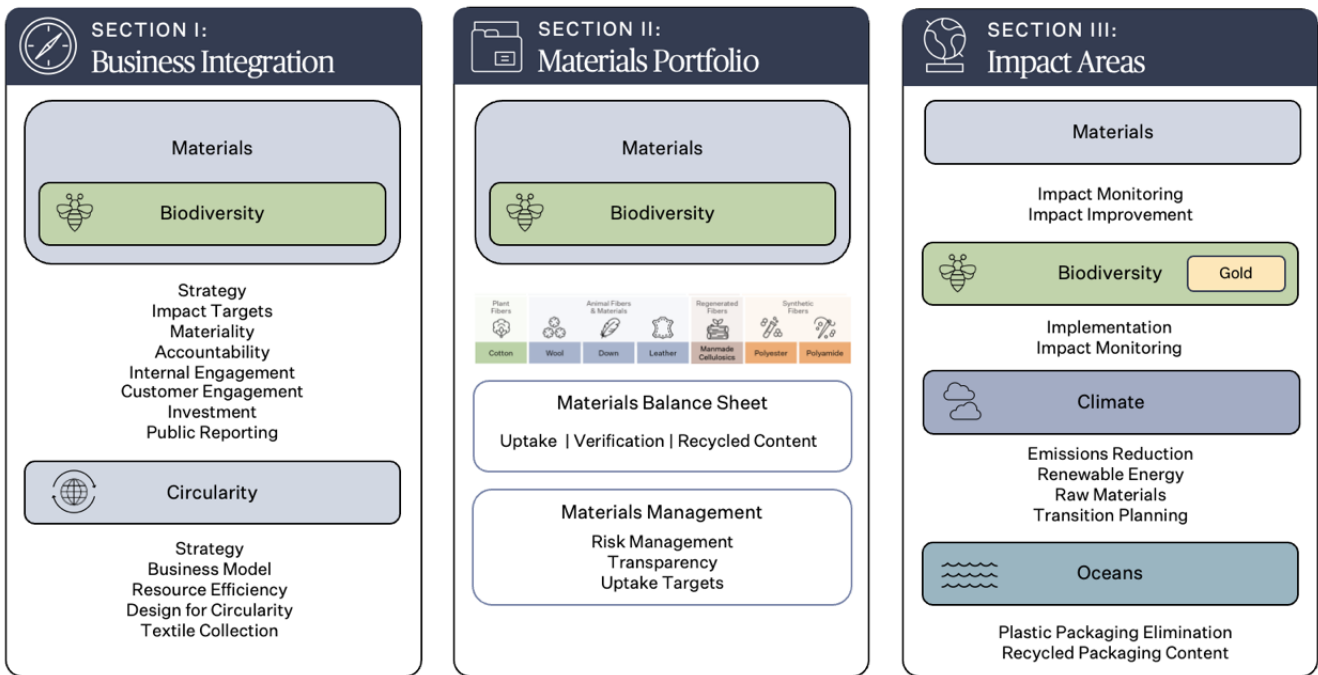 SECTION I:
Business Integration
Materials
Biodiversity
Strategy
Impact Targets
Materiality
Accountability
Internal Engagement
Customer Engagement
Investment
Public Reporting
Circularity
Strategy
Business Model
Resource Efficiency
Design for Circularity
Textile Collection
SECTION II:
Materials Portfolio
Materials
Biodiversity
Plant
Fibers
Animal Fibers
& Materials
Regenerated
Fibers
Synthetic
Fibers
Cotton
Wool
Down
Leather
Manmade
Cellulosics
Polyester
Polyamide
Materials Balance Sheet
Uptake | Verification | Recycled Content
Materials Management
Risk Management
Transparency
Uptake Targets
SECTION III:
Impact Areas
Materials
Impact Monitoring
Impact Improvement
Biodiversity
Gold
Implementation
Impact Monitoring
Climate
Emissions Reduction
Renewable Energy
Raw Materials
Transition Planning
Oceans
Plastic Packaging Elimination
Recycled Packaging Content